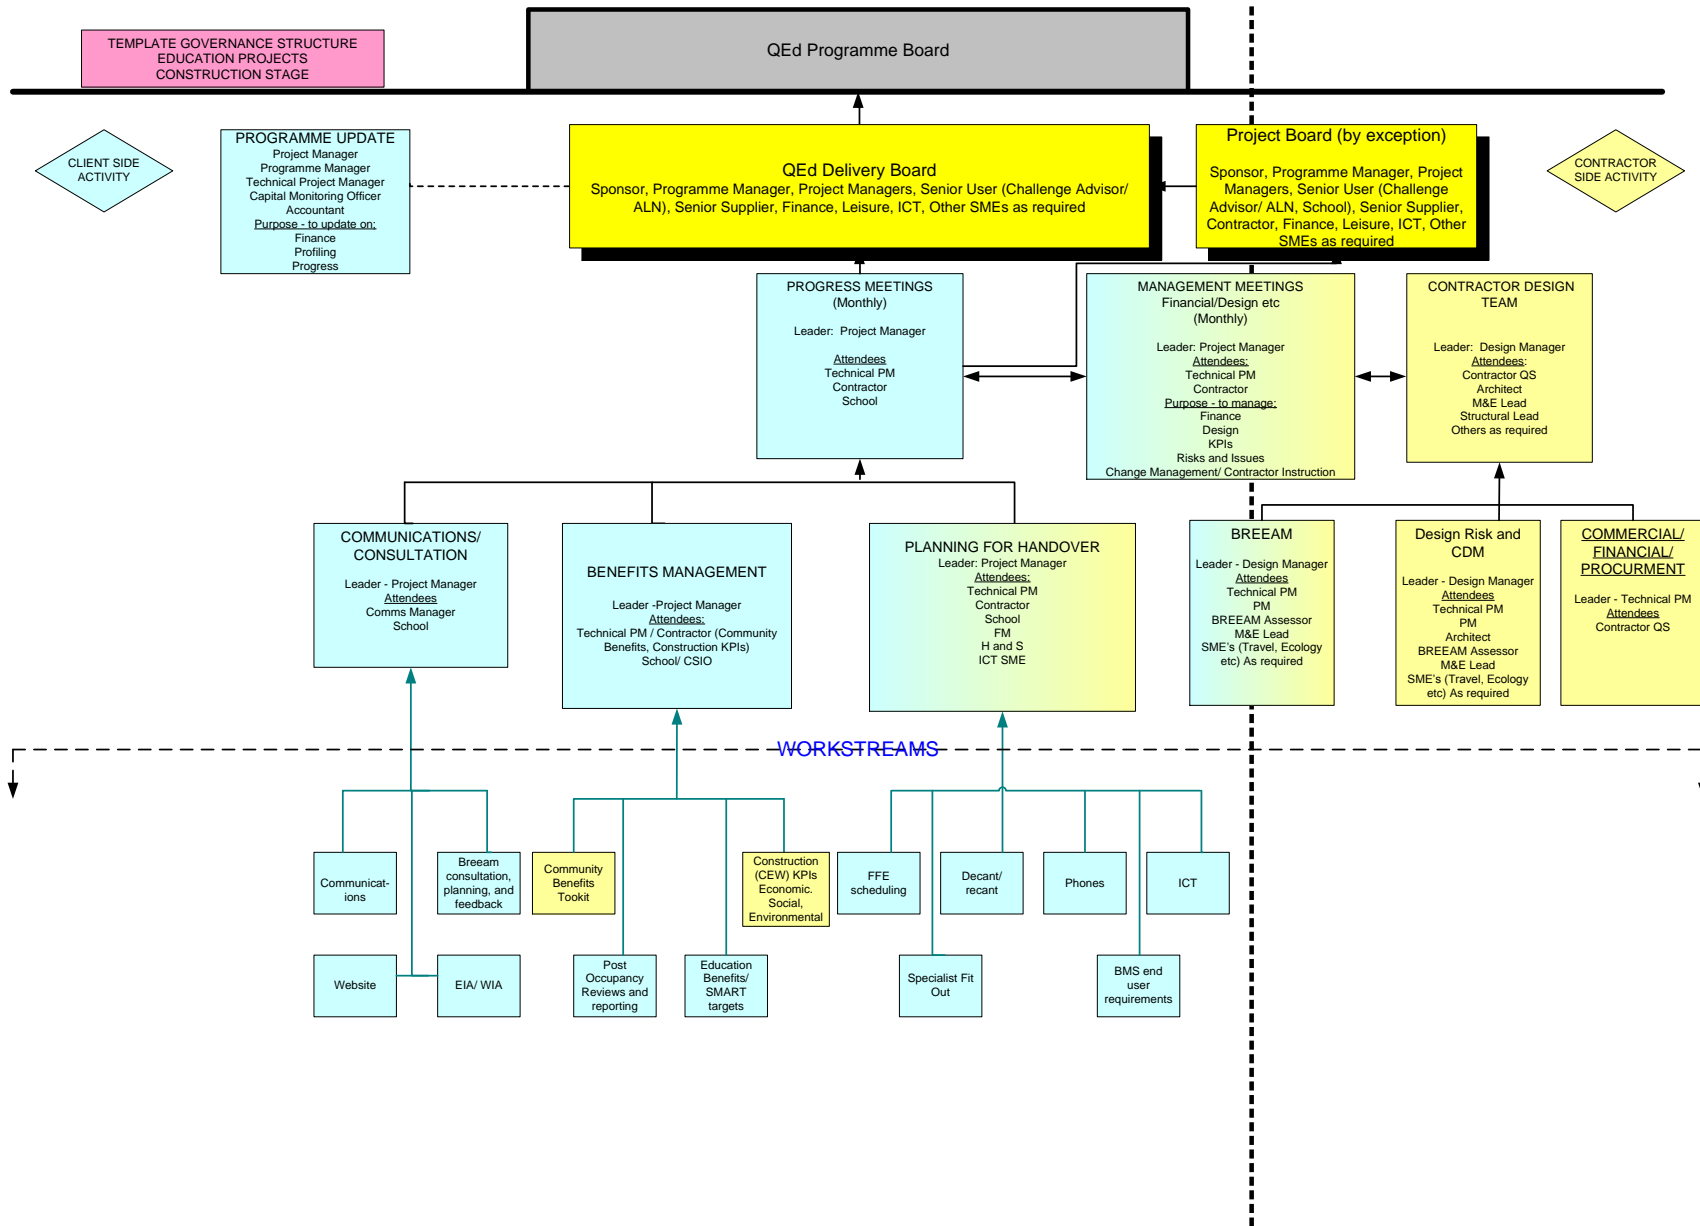 TEMPLATE GOVERNANCE STRUCTURE
EDUCATION PROJECTS
CONSTRUCTION STAGE
QEd Programme Board
CLIENT SIDE
ACTIVITY
PROGRAMME UPDATE
Project Manager
Programme Manager
Technical Project Manager
Capital Monitoring Officer
Accountant
Purpose - to update on:
Finance
Profiling
Progress
QEd Delivery Board
Sponsor, Programme Manager, Project Managers, Senior User (Challenge Advisor/
ALN), Senior Supplier, Finance, Leisure, ICT, Other SMEs as required
Project Board (by exception)
Sponsor, Programme Manager, Project
Managers, Senior User (Challenge
Advisor/ ALN, School), Senior Supplier,
Contractor, Finance, Leisure, ICT, Other
SMEs as required
CONTRACTOR
SIDE ACTIVITY
PROGRESS MEETINGS
(Monthly)
Leader:  Project Manager
Attendees
Technical PM
Contractor
School
MANAGEMENT MEETINGS
Financial/Design etc
(Monthly)
Leader: Project Manager
Attendees:
Technical PM
Contractor
Purpose - to manage:
Finance
Design
KPIs
Risks and Issues
Change Management/ Contractor Instruction
CONTRACTOR DESIGN
TEAM
Leader:  Design Manager
Attendees:
Contractor QS
Architect
M&E Lead
Structural Lead
Others as required
COMMUNICATIONS/
CONSULTATION
Leader - Project Manager
Attendees
Comms Manager
School
BENEFITS MANAGEMENT
Leader -Project Manager
Attendees:
Technical PM / Contractor (Community
Benefits, Construction KPIs)
School/ CSIO
PLANNING FOR HANDOVER
Leader: Project Manager
Attendees:
Technical PM
Contractor
School
FM
H and S
ICT SME
BREEAM
Leader - Design Manager
Attendees
Technical PM
PM
BREEAM Assessor
M&E Lead
SME's (Travel, Ecology
etc) As required
Design Risk and
CDM
Leader - Design Manager
Attendees
Technical PM
PM
Architect
BREEAM Assessor
M&E Lead
SME's (Travel, Ecology
etc) As required
COMMERCIAL/
FINANCIAL/
PROCURMENT
Leader - Technical PM
Attendees
Contractor QS
WORKSTREAMS
Communicat-
ions
Breeam
consultation,
planning, and
feedback
Community
Benefits
Tookit
Construction
(CEW) KPIs
Economic.
Social,
Environmental
FFE
scheduling
Decant/
recant
Phones
ICT
Website
EIA/ WIA
Post
Occupancy
Reviews and
reporting
Education
Benefits/
SMART
targets
Specialist Fit
Out
BMS end
user
requirements